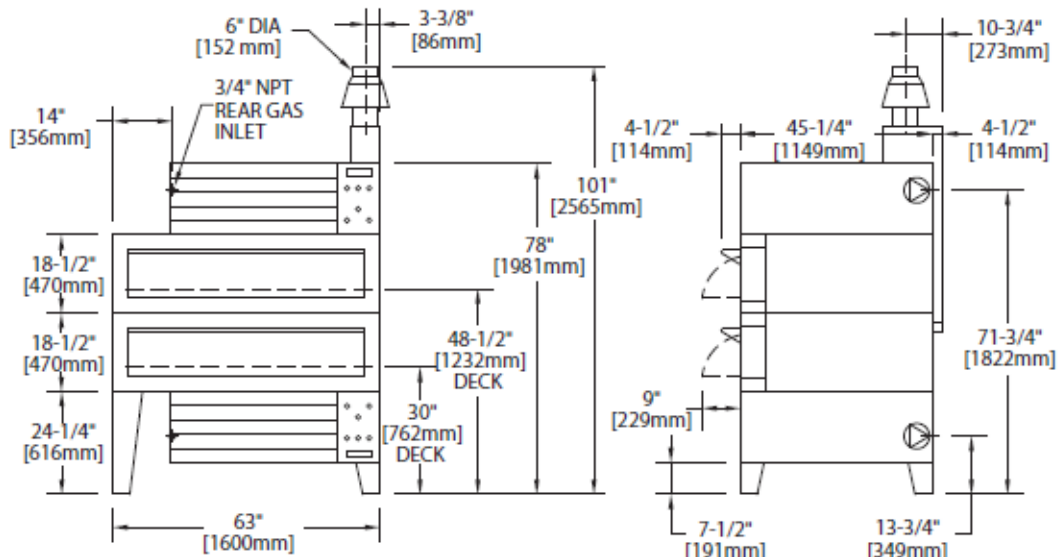 6" DIA
[152 mm]
3-3/8"
[86mm]
10-3/4"
[273mm]
3/4" NPT
REAR GAS
INLET
14"
[356mm]
4-1/2"
[114mm]
45-1/4"
[1149mm]
4-1/2"
[114mm]
101"
[2565mm]
78"
[1981mm]
18-1/2"
[470mm]
18-1/2"
[470mm]
48-1/2"
[1232mm]
DECK
71-3/4"
[1822mm]
24-1/4"
[616mm]
30"
[762mm]
DECK
9"
[229mm]
63"
[1600mm]
7-1/2"
[191mm]
13-3/4"
[349mm]